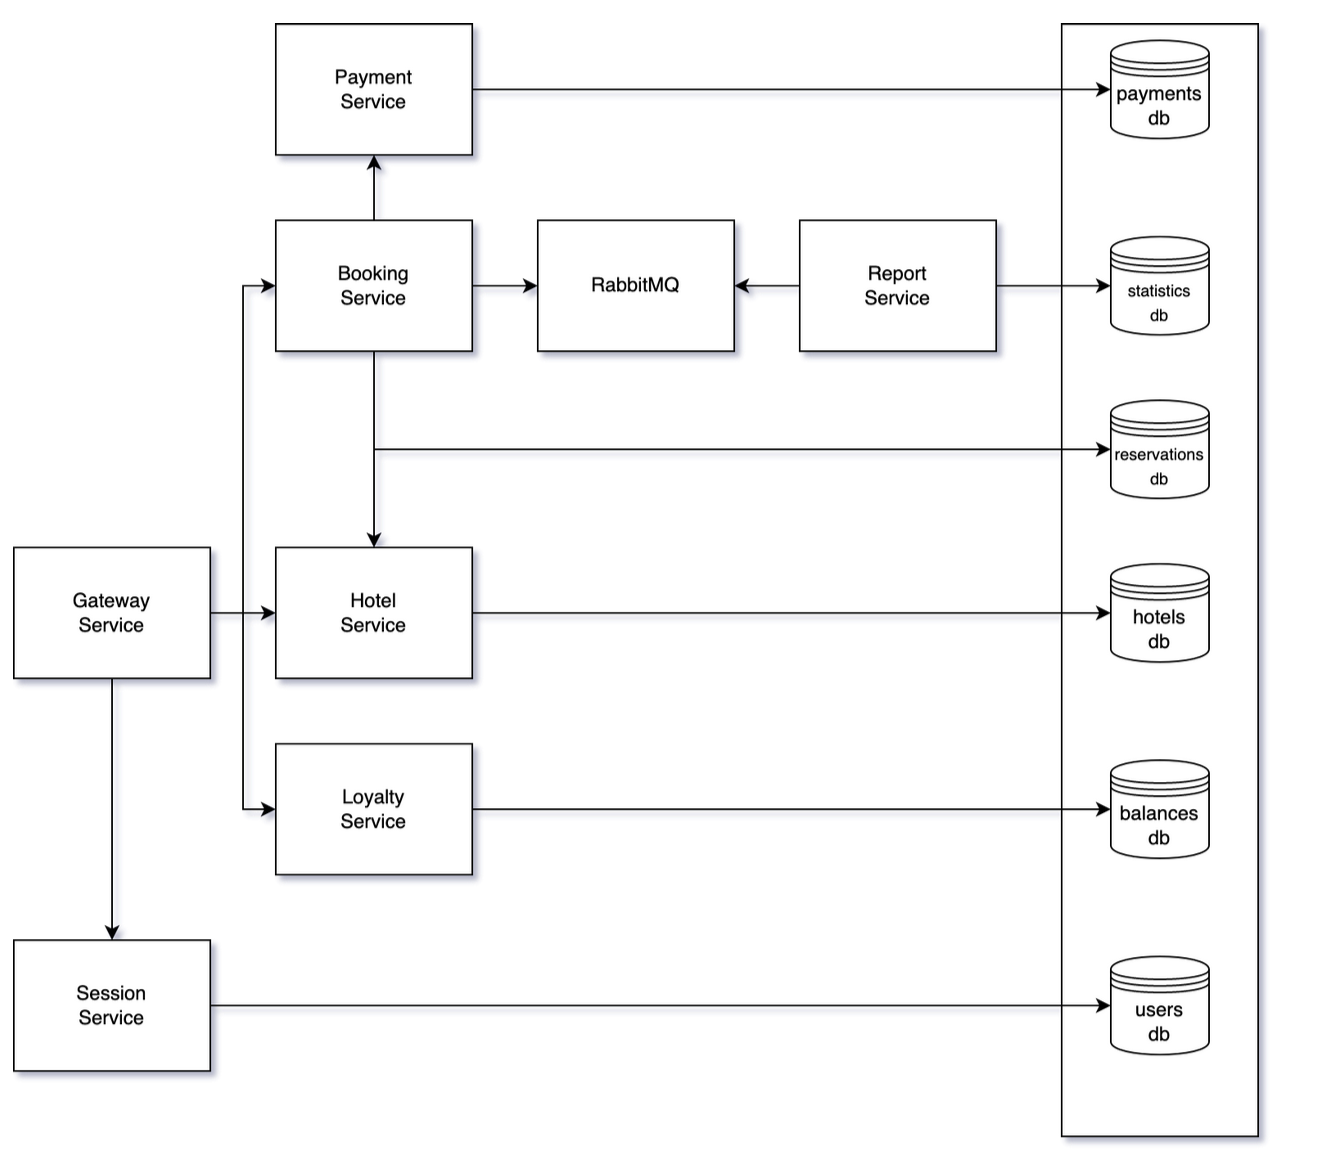 Payment
Service
payments
db
Booking
Service
RabbitMQ
Report
Service
statistics
db
reservations
db
Gateway
Service
Hotel
Service
hotels
db
Loyalty
Service
balances
db
Session
Service
users
db